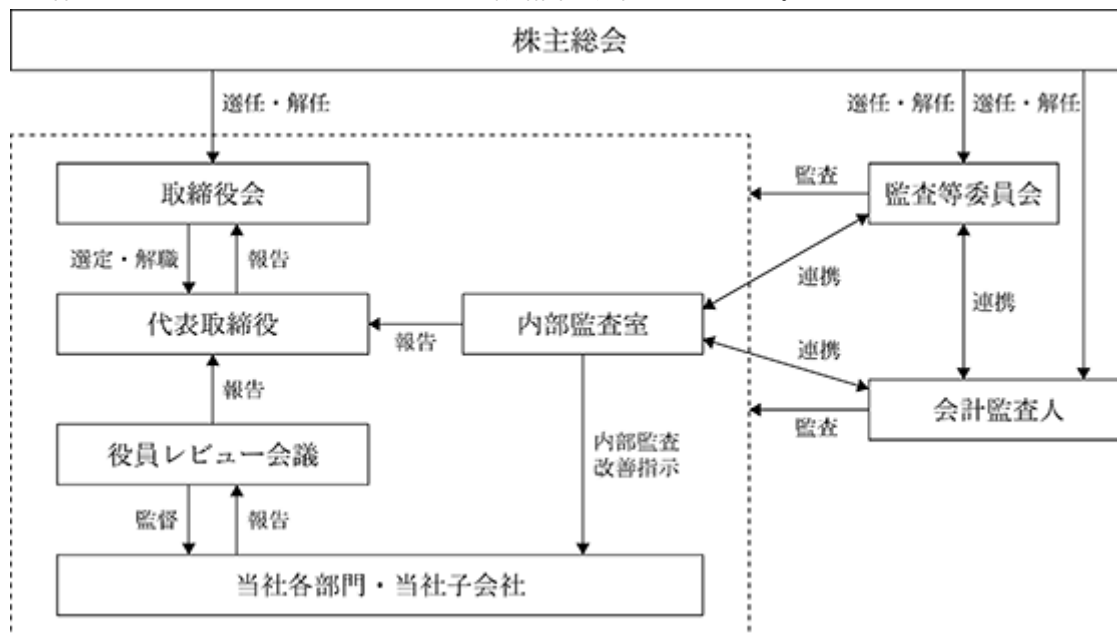 株主総会
選任・解任
選任・解任
選任・解任
取締役会
監査
監査等委員会
選定・解職
報告
連携
連携
代表取締役
報告
内部監査室
連携
報告
監査
会計監査人
役員レビュー会議
内部監査
改善指示
監督
報告
当社各部門・当社子会社